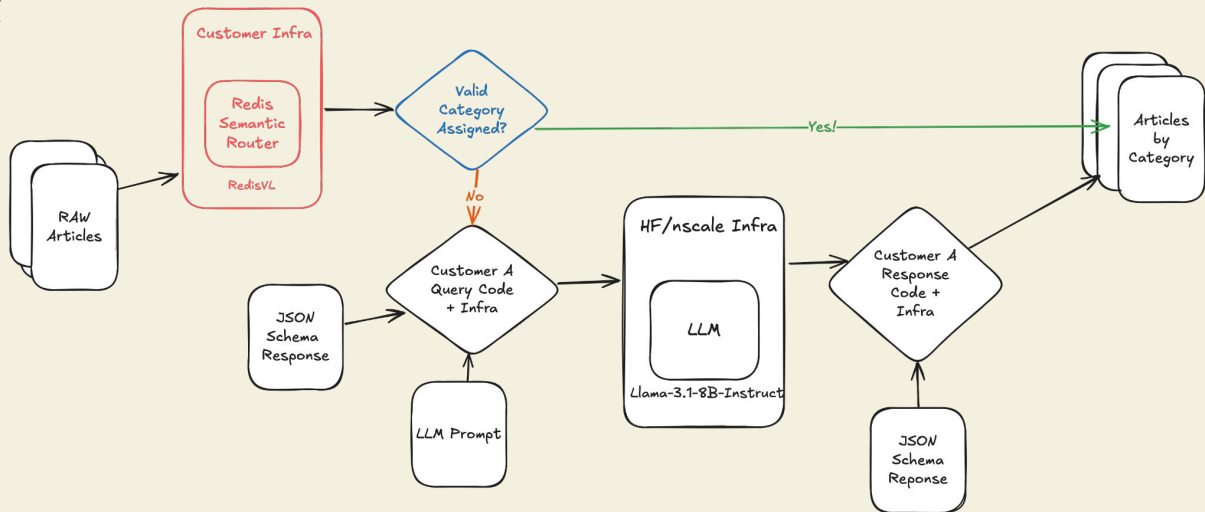 Customer Infra
Redis
Semantic
Router
RedisVL
Valid
Category
Assigned?
Yes!
Articles
by
Category
RAW
Articles
No
Customer A
Query Code
+ Infra
HF/nscale Infra
LLM
Llama-3.1-8B-Instruct
Customer A
Response
Code +
Infra
JSON
Schema
Response
LLM Prompt
JSON
Schema
Reponse